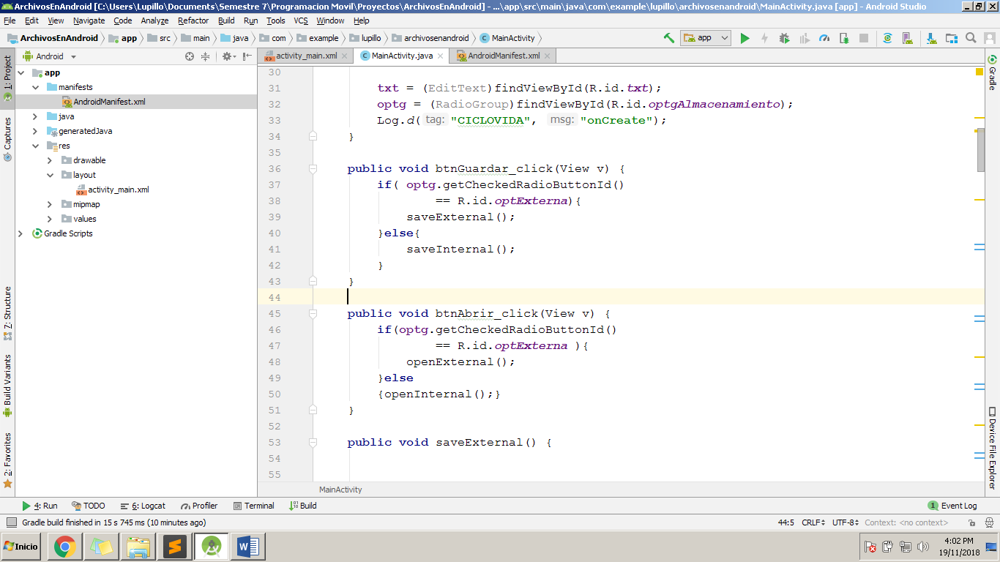 ArchivosEnAndroid [C:\Users\Lupillo\Documents\Semestre 7\Programacion Movil\Proyectos\ArchivosEnAndroid] - ...\app\src\main\java\com\example\lupillo\archivosenandroid\MainActivity.java [app] - Android Studio
File Edit View Navigate Code Analyze Refactor Build Run Tools VCS Window Help
ArchivosEnAndroid app src main java com example lupillo archivosenandroid MainActivity app
Android activity_main.xml MainActivity.java AndroidManifest.xml
1: Project
Captures
Z: Structure
Build Variants
2: Favorites
app
manifests
AndroidManifest.xml
java
generatedJava
res
drawable
layout
activity_main.xml
mipmap
values
Gradle Scripts
30
31 txt = (EditText)findViewById(R.id.txt);
32 optg = (RadioGroup)findViewById(R.id.optgAlmacenamiento);
33 Log.d( tag: "CICLOVIDA", msg: "onCreate");
34 }
35
36 public void btnGuardar_click(View v) {
37 if( optg.getCheckedRadioButtonId()
38 == R.id.optExterna){
39 saveExternal();
40 }else{
41 saveInternal();
42 }
43 }
44
45 public void btnAbrir_click(View v) {
46 if(optg.getCheckedRadioButtonId()
47 == R.id.optExterna ){
48 openExternal();
49 }else
50 {openInternal();}
51 }
52
53 public void saveExternal() {
54
55
MainActivity
Gradle
Device File Explorer
4: Run TODO 6: Logcat Profiler Terminal Build 1 Event Log
Gradle build finished in 15 s 745 ms (10 minutes ago) 44:5 CRLF UTF-8 Context: <no context>
Inicio 4:02 PM
19/11/2018